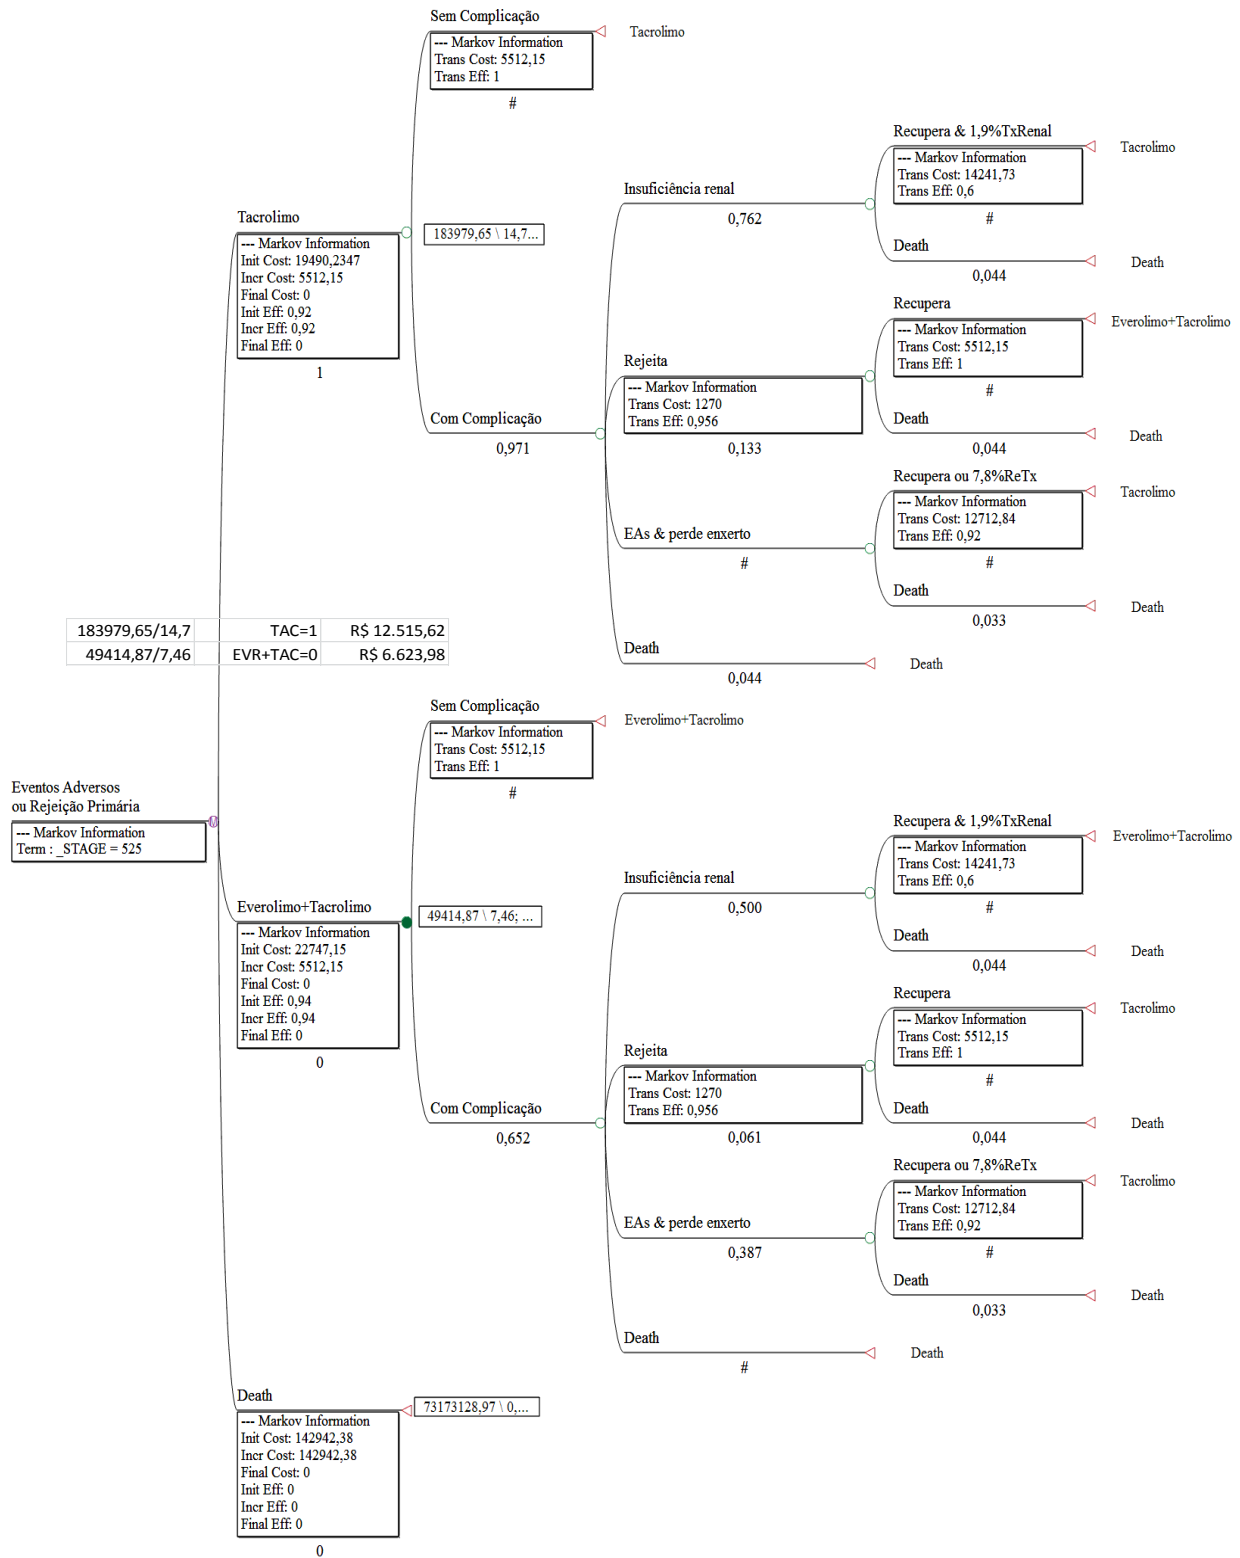 Sem Complicação
--- Markov Information
Trans Cost: 5512,15
Trans Eff: 1
#
Tacrolimo
Recupera & 1,9%TxRenal
--- Markov Information
Trans Cost: 14241,73
Trans Eff: 0,6
#
Tacrolimo
Insuficiência renal
0,762
Death
0,044
Death
Tacrolimo
--- Markov Information
Init Cost: 19490,2347
Incr Cost: 5512,15
Final Cost: 0
Init Eff: 0,92
Incr Eff: 0,92
Final Eff: 0
1
183979,65 \ 14,7...
Recupera
--- Markov Information
Trans Cost: 5512,15
Trans Eff: 1
#
Everolimo+Tacrolimo
Rejeita
--- Markov Information
Trans Cost: 1270
Trans Eff: 0,956
0,133
Death
0,044
Death
Com Complicação
0,971
Recupera ou 7,8%ReTx
--- Markov Information
Trans Cost: 12712,84
Trans Eff: 0,92
#
Tacrolimo
EAs & perde enxerto
#
Death
0,033
Death
Death
0,044
Death
183979,65/14,7 TAC=1 R$ 12.515,62
49414,87/7,46 EVR+TAC=0 R$ 6.623,98
Sem Complicação
--- Markov Information
Trans Cost: 5512,15
Trans Eff: 1
#
Everolimo+Tacrolimo
Eventos Adversos
ou Rejeição Primária
--- Markov Information
Term : _STAGE = 525
Recupera & 1,9%TxRenal
--- Markov Information
Trans Cost: 14241,73
Trans Eff: 0,6
#
Everolimo+Tacrolimo
Insuficiência renal
0,500
Death
0,044
Death
Everolimo+Tacrolimo
--- Markov Information
Init Cost: 22747,15
Incr Cost: 5512,15
Final Cost: 0
Init Eff: 0,94
Incr Eff: 0,94
Final Eff: 0
0
49414,87 \ 7,46; ...
Recupera
--- Markov Information
Trans Cost: 5512,15
Trans Eff: 1
#
Tacrolimo
Rejeita
--- Markov Information
Trans Cost: 1270
Trans Eff: 0,956
0,061
Death
0,044
Death
Com Complicação
0,652
Recupera ou 7,8%ReTx
--- Markov Information
Trans Cost: 12712,84
Trans Eff: 0,92
#
Tacrolimo
EAs & perde enxerto
0,387
Death
0,033
Death
Death
#
Death
Death
--- Markov Information
Init Cost: 142942,38
Incr Cost: 142942,38
Final Cost: 0
Init Eff: 0
Incr Eff: 0
Final Eff: 0
0
73173128,97 \ 0,...